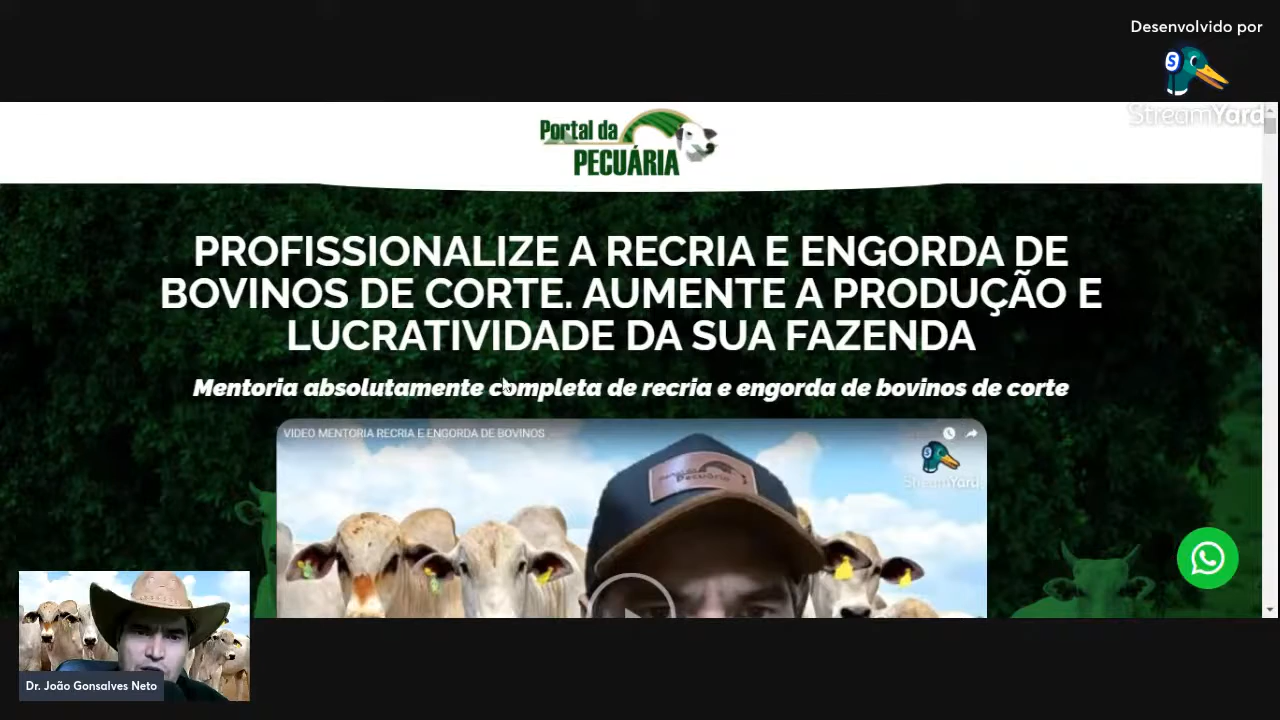 Desenvolvido por
StreamYard
Portal da
PECUÁRIA
PROFISSIONALIZE A RECRIA E ENGORDA DE
BOVINOS DE CORTE. AUMENTE A PRODUÇÃO E
LUCRATIVIDADE DA SUA FAZENDA
Mentoria absolutamente completa de recria e engorda de bovinos de corte
VIDEO MENTORIA RECRIA E ENGORDA DE BOVINOS
StreamYard
Pecuária
Dr. João Gonsalves Neto